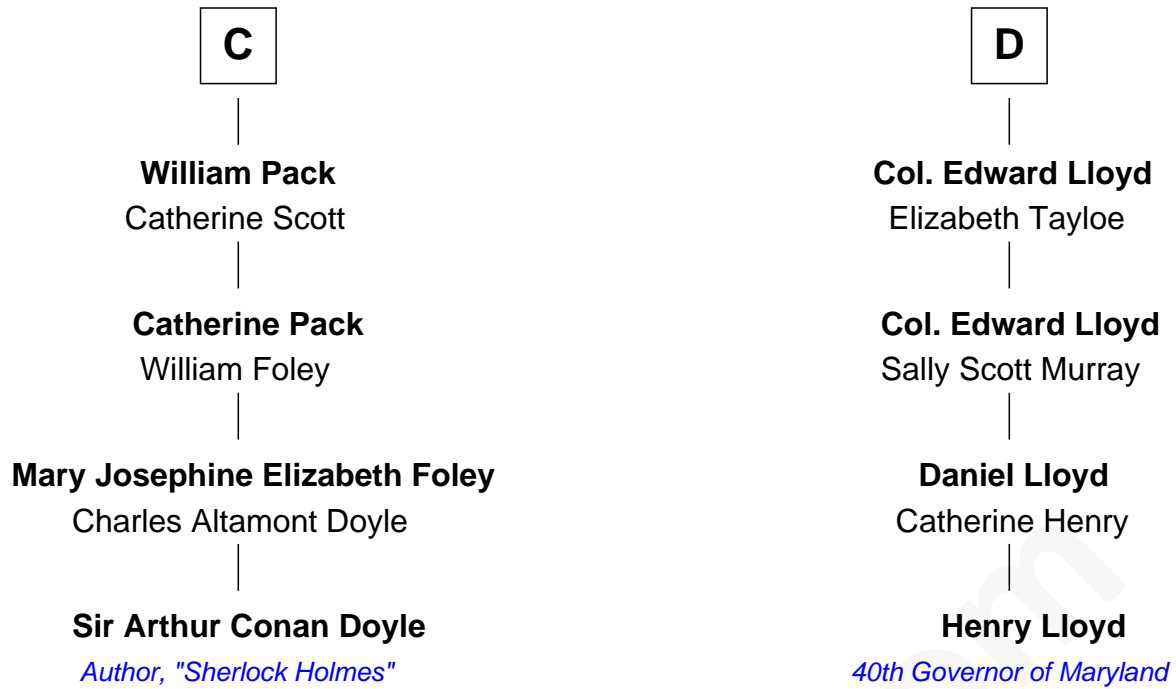 C
William Pack
Catherine Scott
Catherine Pack
William Foley
Mary Josephine Elizabeth Foley
Charles Altamont Doyle
Sir Arthur Conan Doyle
Author, "Sherlock Holmes"
D
Col. Edward Lloyd
Elizabeth Tayloe
Col. Edward Lloyd
Sally Scott Murray
Daniel Lloyd
Catherine Henry
Henry Lloyd
40th Governor of Maryland